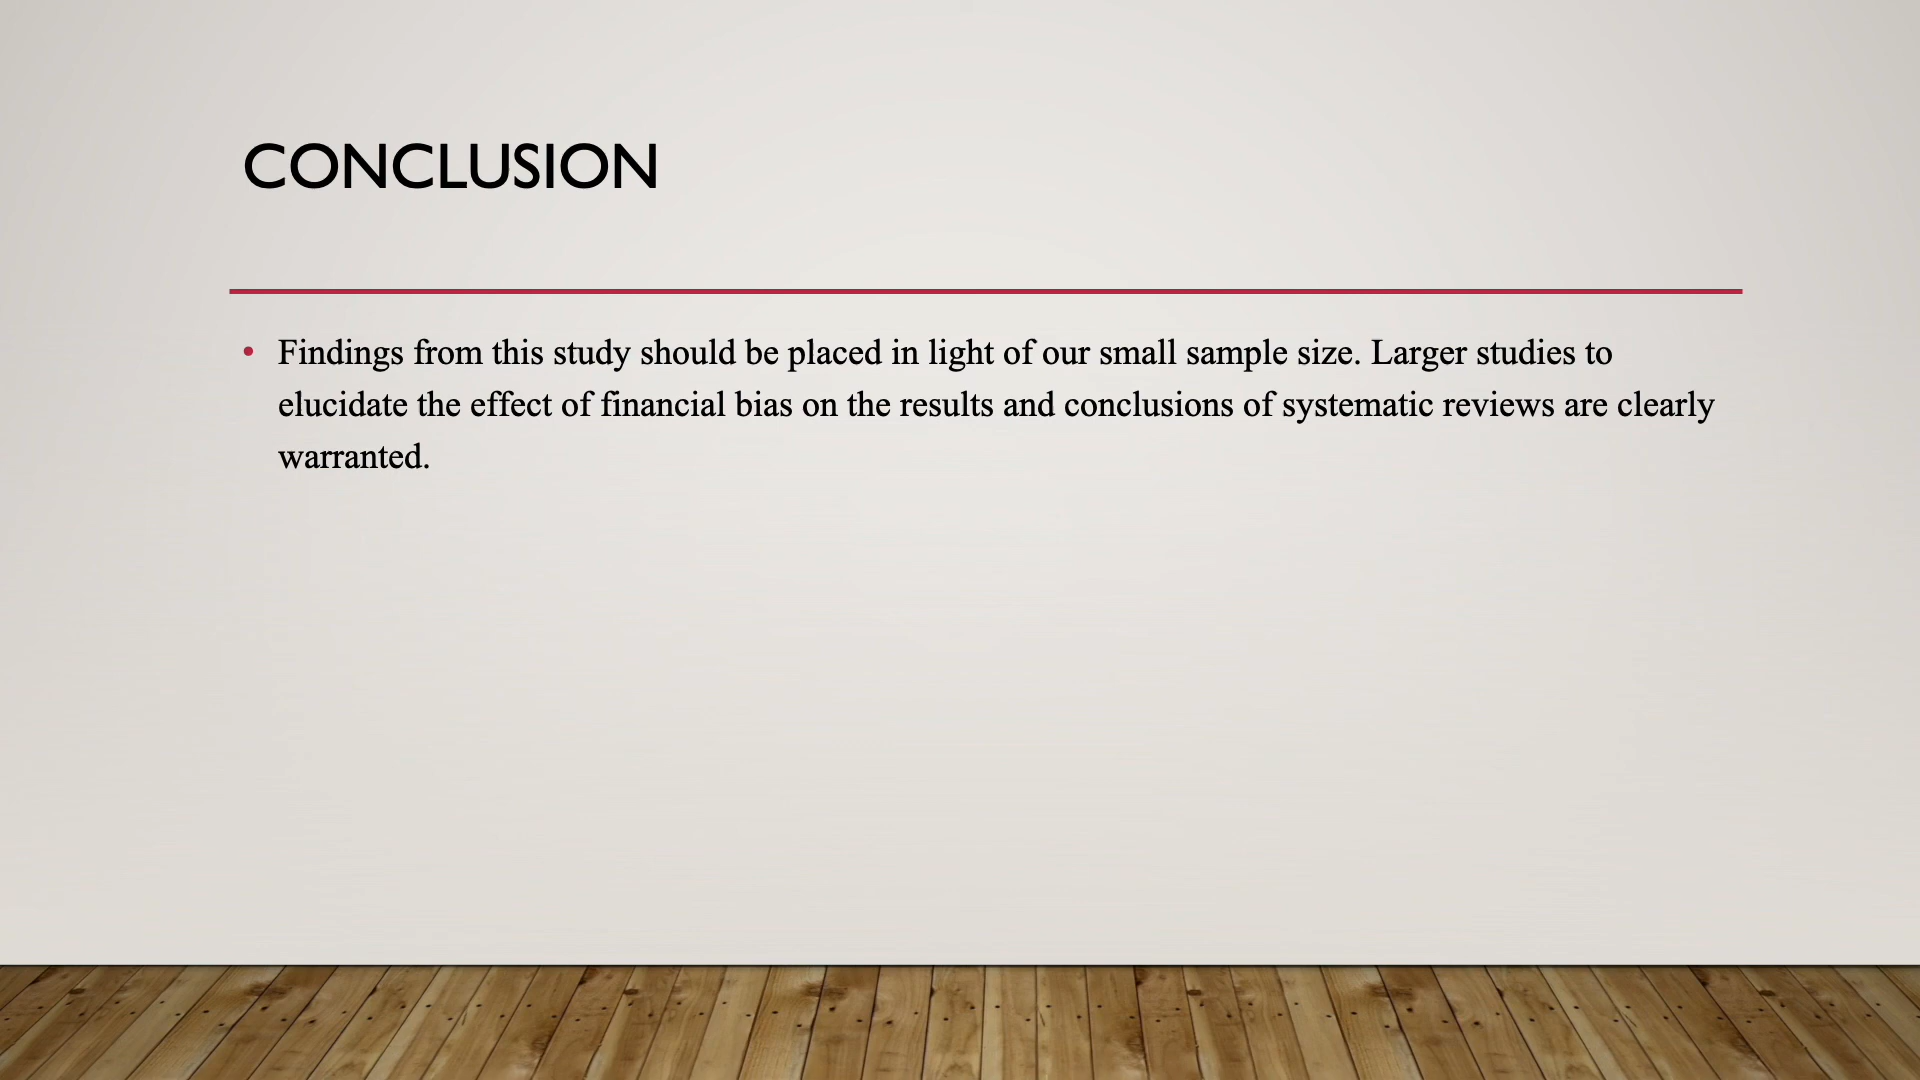 CONCLUSION
• Findings from this study should be placed in light of our small sample size. Larger studies to
elucidate the effect of financial bias on the results and conclusions of systematic reviews are clearly
warranted.